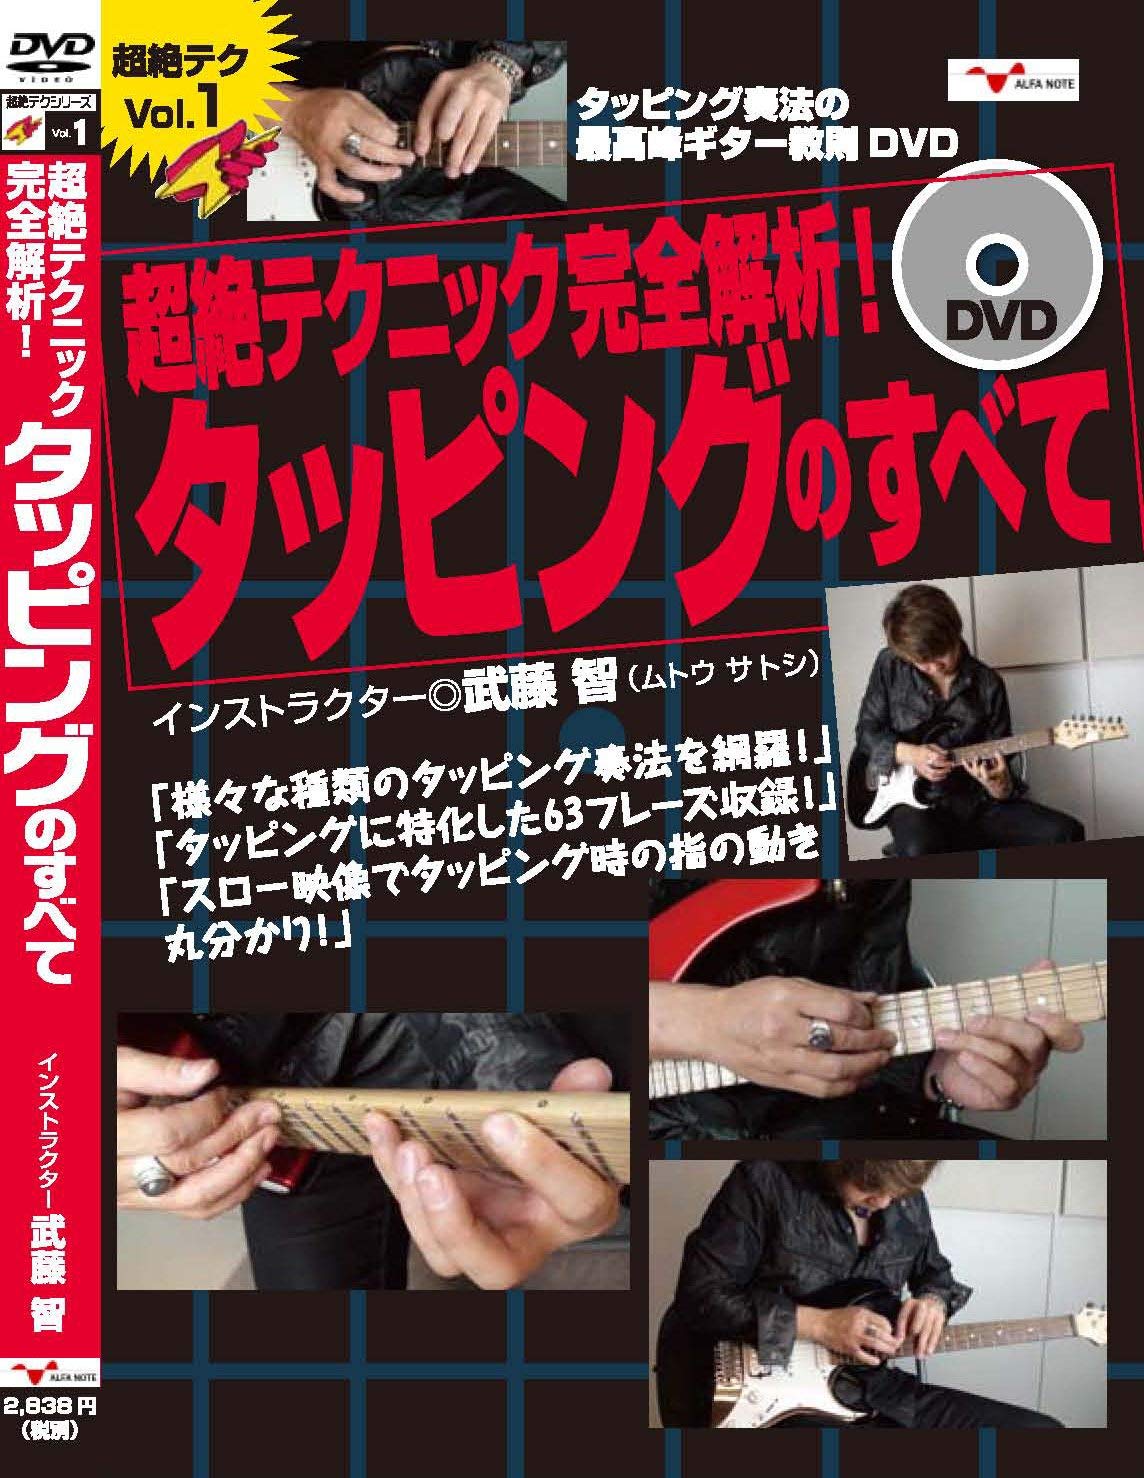 DVD
VIDEO
超絶テクシリーズ
Vol.1
超絶テクニック
完全解析！
タッピングのすべて
インストラクター 武藤 智
ALFA NOTE
2,838円
（税別）
超絶テク
Vol.1
タッピング奏法の
最高峰ギター教則DVD
ALFA NOTE
DVD
超絶テクニック完全解析！
タッピングのすべて
インストラクター◎武藤 智（ムトウ サトシ）
「様々な種類のタッピング奏法を網羅！」
「タッピングに特化した63フレーズ収録！」
「スロー映像でタッピング時の指の動き
丸分かり！」